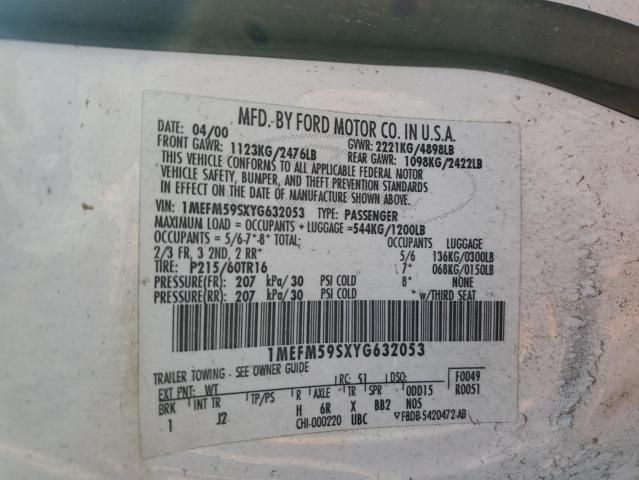 MFD. BY FORD MOTOR CO. IN U.S.A.
DATE: 04/00 GVWR: 2221KG/4898LB
FRONT GAWR: 1123KG/2476LB REAR GAWR: 1098KG/2422LB
THIS VEHICLE CONFORMS TO ALL APPLICABLE FEDERAL MOTOR
VEHICLE SAFETY, BUMPER, AND THEFT PREVENTION STANDARDS
IN EFFECT ON THE DATE OF MANUFACTURE SHOWN ABOVE
VIN: 1MEFM59SXYG632053 TYPE: PASSENGER
MAXIMUM LOAD = OCCUPANTS + LUGGAGE =544KG/1200LB
OCCUPANTS = 5/6-7*-8* TOTAL; OCCUPANTS LUGGAGE
2/3 FR, 3 2ND, 2 RR* 5/6 136KG/0300LB
TIRE: P215/60TR16 7* 068KG/0150LB
PRESSURE(FR) 207 kPa/30 PSI COLD 8* NONE
PRESSURE(RR) 207 kPa/30 PSI COLD * w/THIRD SEAT
1MEFM59SXYG632053
TRAILER TOWING - SEE OWNER GUIDE
EXT PNT: WT RC: 51 DSO: F0049
BRK INT TR TP/PS R AXLE TR SPR 0DD15 R0051
1 J2 H 6R X BB2 N05
CHI-000220 UBC F8DB-5420472-AB